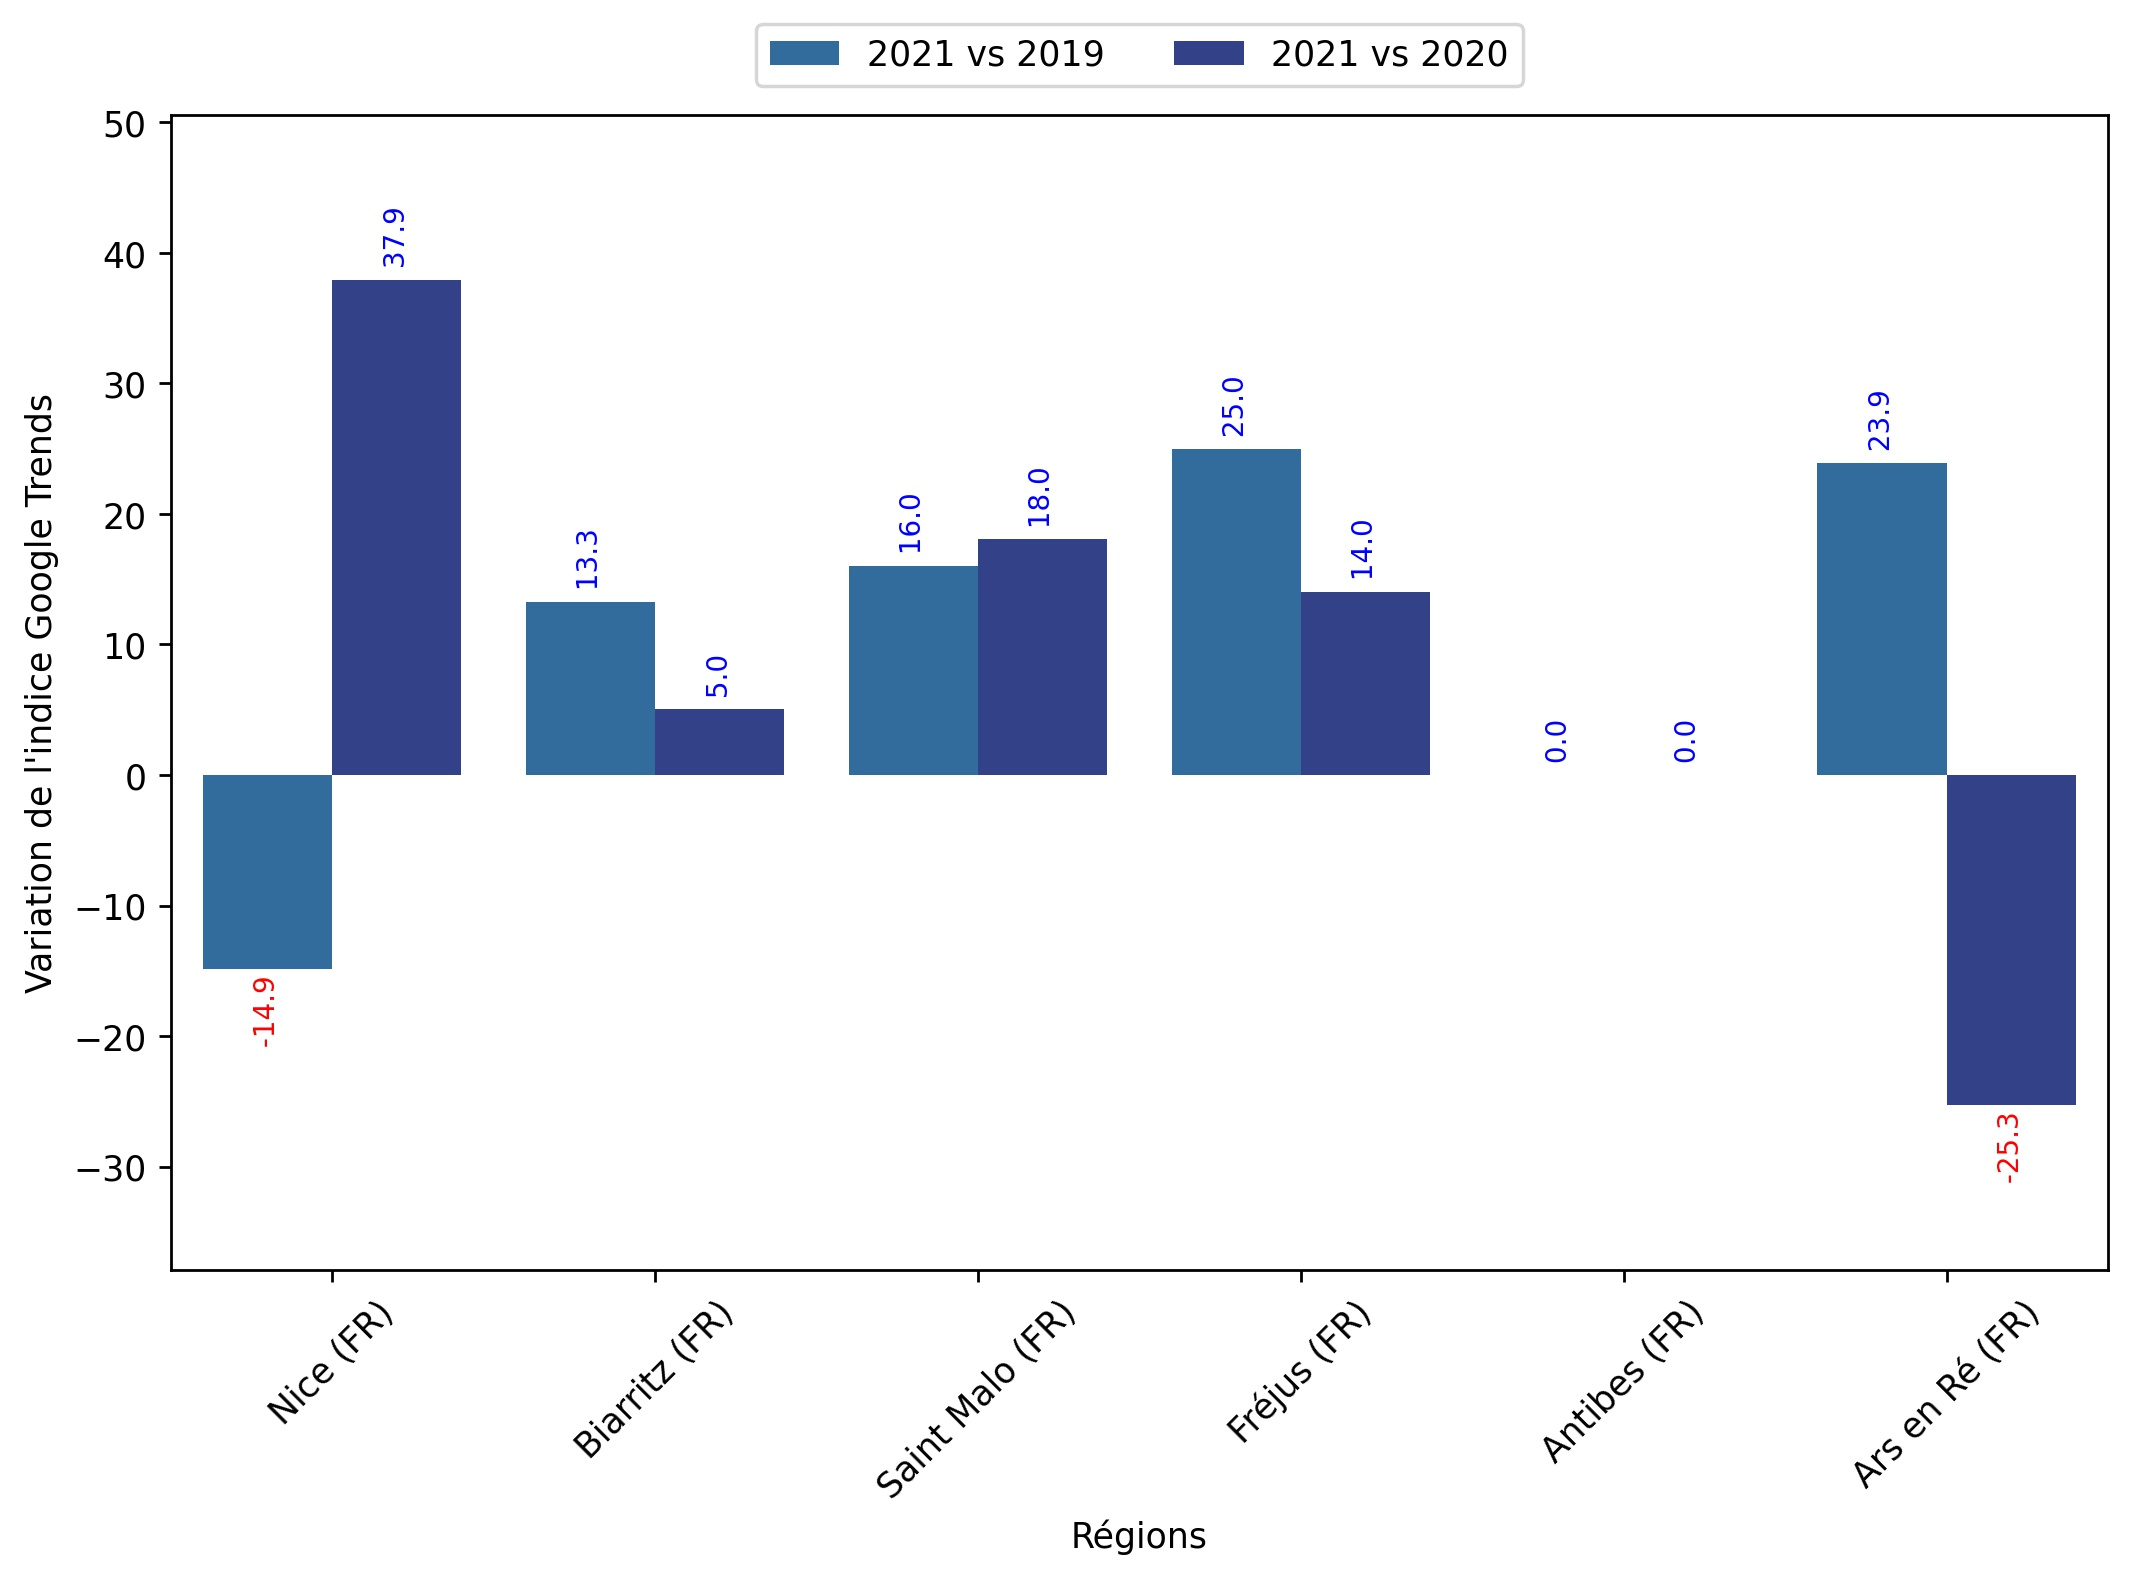 2021 vs 2019
2021 vs 2020
Variation de l'indice Google Trends
50
40
30
20
10
0
−10
−20
−30
-14.9
37.9
13.3
5.0
16.0
18.0
25.0
14.0
0.0
0.0
23.9
-25.3
Nice (FR)
Biarritz (FR)
Saint Malo (FR)
Fréjus (FR)
Antibes (FR)
Ars en Ré (FR)
Régions